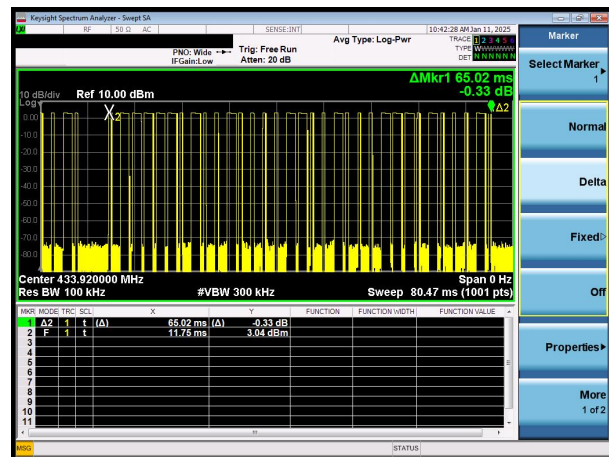 Keysight Spectrum Analyzer - Swept SA
RF 50 Ω AC SENSE:INT 10:42:28 AM Jan 11, 2025
Avg Type: Log-Pwr TRACE 1 2 3 4 5 6
PNO: Wide Trig: Free Run TYPE
IFGain:Low Atten: 20 dB DET N N N N N N
ΔMkr1 65.02 ms
10 dB/div Ref 10.00 dBm -0.33 dB
Log
Δ2
X2
0.00
-10.0
-20.0
-30.0
-40.0
-50.0
-60.0
-70.0
-80.0
Center 433.920000 MHz Span 0 Hz
Res BW 100 kHz #VBW 300 kHz Sweep 80.47 ms (1001 pts)
MKR MODE TRC SCL X Y FUNCTION FUNCTION WIDTH FUNCTION VALUE
1 Δ2 1 t (Δ) 65.02 ms (Δ) -0.33 dB
2 F 1 t 11.75 ms 3.04 dBm
3
4
5
6
7
8
9
10
11
MSG STATUS
Marker
Select Marker
1
Normal
Delta
Fixed
Off
Properties
More
1 of 2